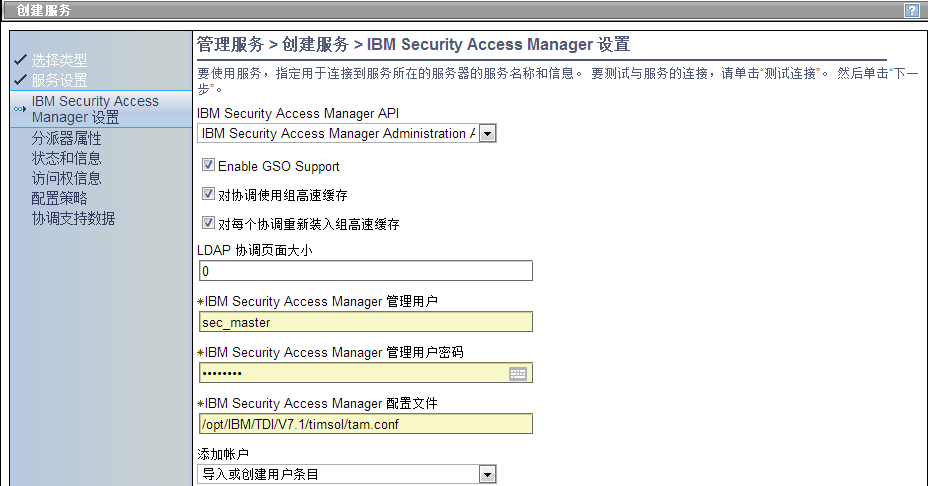 创建服务
?
选择类型
服务设置
IBM Security Access
Manager 设置
分派器属性
状态和信息
访问权信息
配置策略
协调支持数据
管理服务 > 创建服务 > IBM Security Access Manager 设置
要使用服务，指定用于连接到服务所在的服务器的服务名称和信息。 要测试与服务的连接，请单击“测试连接”。 然后单击“下一
步”。
IBM Security Access Manager API
IBM Security Access Manager Administration A
Enable GSO Support
对协调使用组高速缓存
对每个协调重新装入组高速缓存
LDAP 协调页面大小
0
*IBM Security Access Manager 管理用户
sec_master
*IBM Security Access Manager 管理用户密码
••••••••
*IBM Security Access Manager 配置文件
/opt/IBM/TDI/V7.1/timsol/tam.conf
添加帐户
导入或创建用户条目